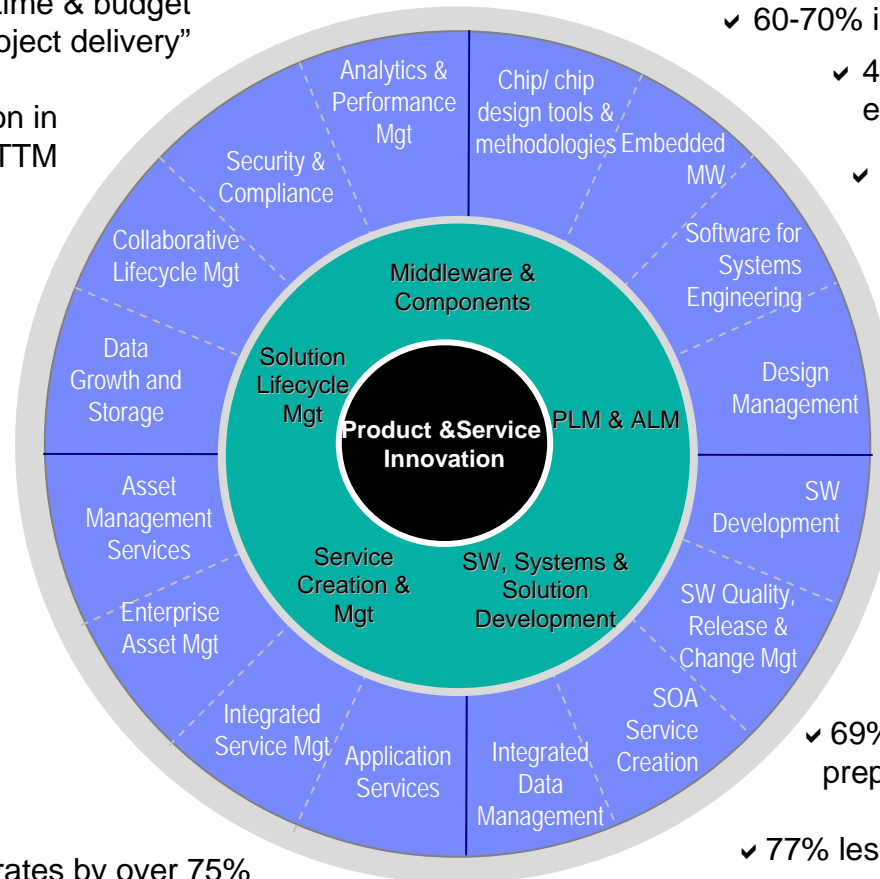 time & budget
oject delivery”
on in
TTM
60-70% i
4
e
Analytics &
Performance
Mgt
Chip/ chip
design tools &
methodologies
Embedded
MW
Security &
Compliance
Software for
Systems
Engineering
Collaborative
Lifecycle Mgt
Data
Growth and
Storage
Design
Management
Middleware &
Components
Solution
Lifecycle
Mgt
PLM & ALM
Product &Service
Innovation
Service
Creation &
Mgt
SW, Systems &
Solution
Development
Asset
Management
Services
SW
Development
Enterprise
Asset Mgt
SW Quality,
Release &
Change Mgt
Integrated
Service Mgt
Application
Services
Integrated
Data
Management
SOA
Service
Creation
69%
prep
77% les
rates by over 75%